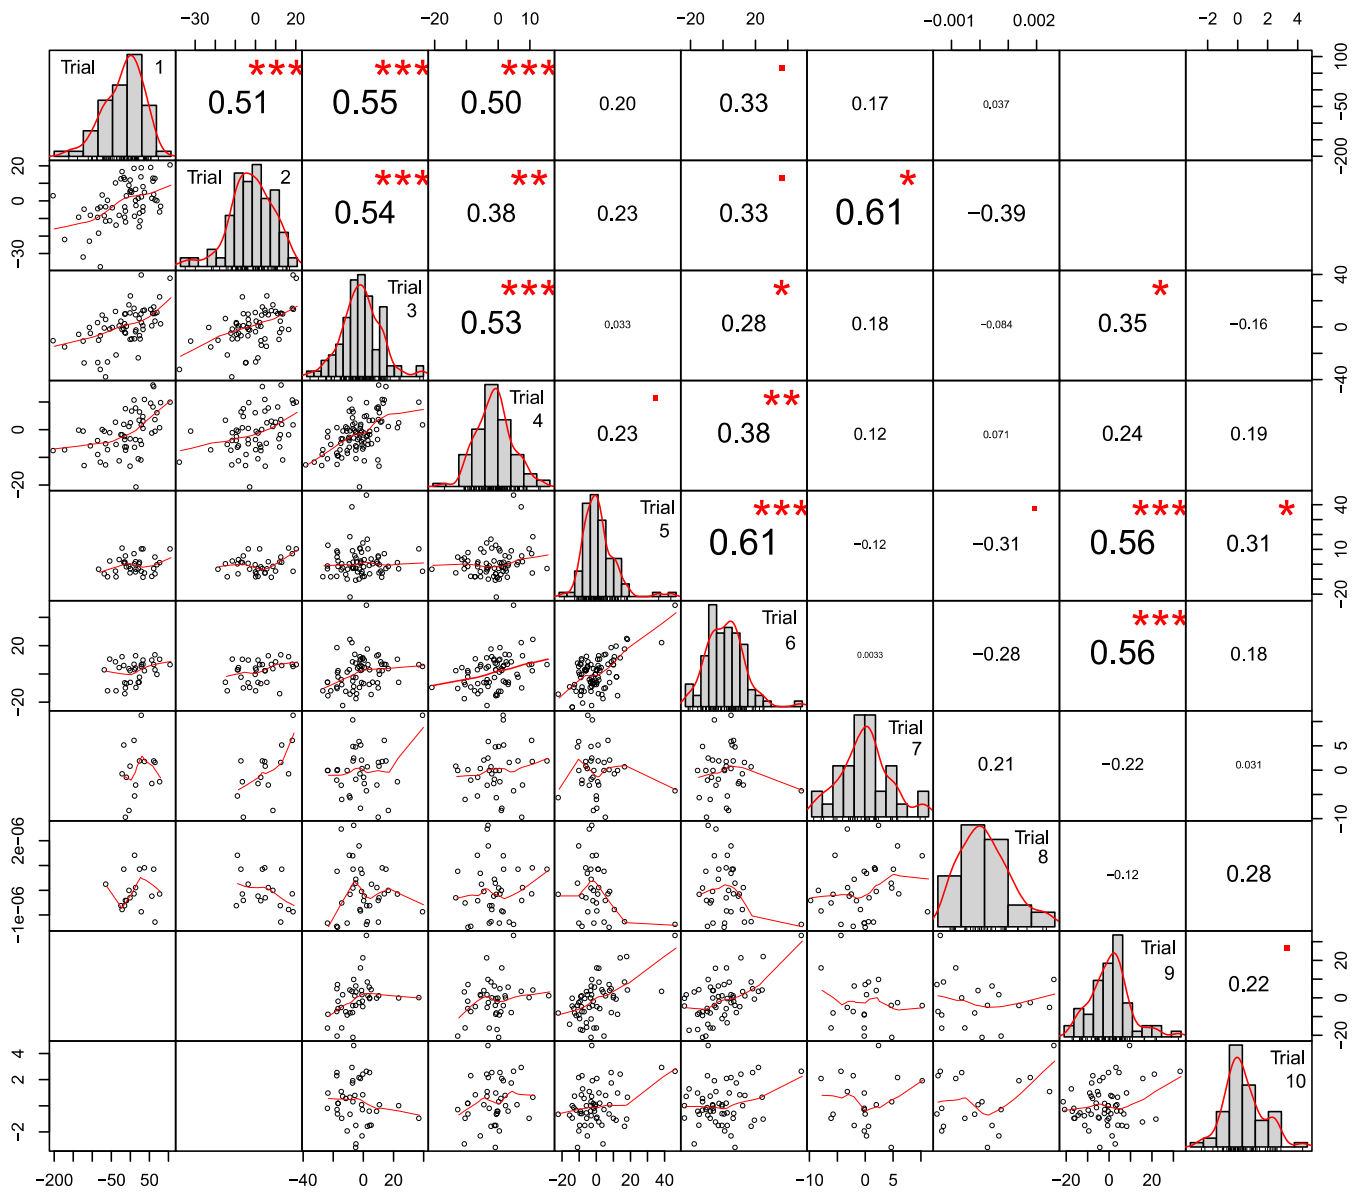 −30 0 20 −20 0 10 −20 20 −0.001 0.002 −2 0 2 4
Trial 1 0.51 *** 0.55 *** 0.50 *** 0.20 0.33 0.17 0.037 −200 −50 100
−30 0 20 Trial 2 0.54 *** 0.38 ** 0.23 0.33 0.61 * −0.39
Trial 3 0.53 *** 0.033 0.28 * 0.18 −0.084 0.35 * −0.16 −40 0 40
−20 0 Trial 4 0.23 0.38 ** 0.12 0.071 0.24 0.19
Trial 5 0.61 *** −0.12 −0.31 0.56 *** 0.31 * −20 10 40
−20 20 Trial 6 0.0033 −0.28 0.56 *** 0.18
Trial 7 0.21 −0.22 0.031 −10 0 5
−1e−06 2e−06 Trial 8 −0.12 0.28
Trial 9 0.22 −20 0 20
−2 2 4 Trial 10
−200 −50 50 −40 0 40 −20 0 20 40 −10 0 5 −20 0 20